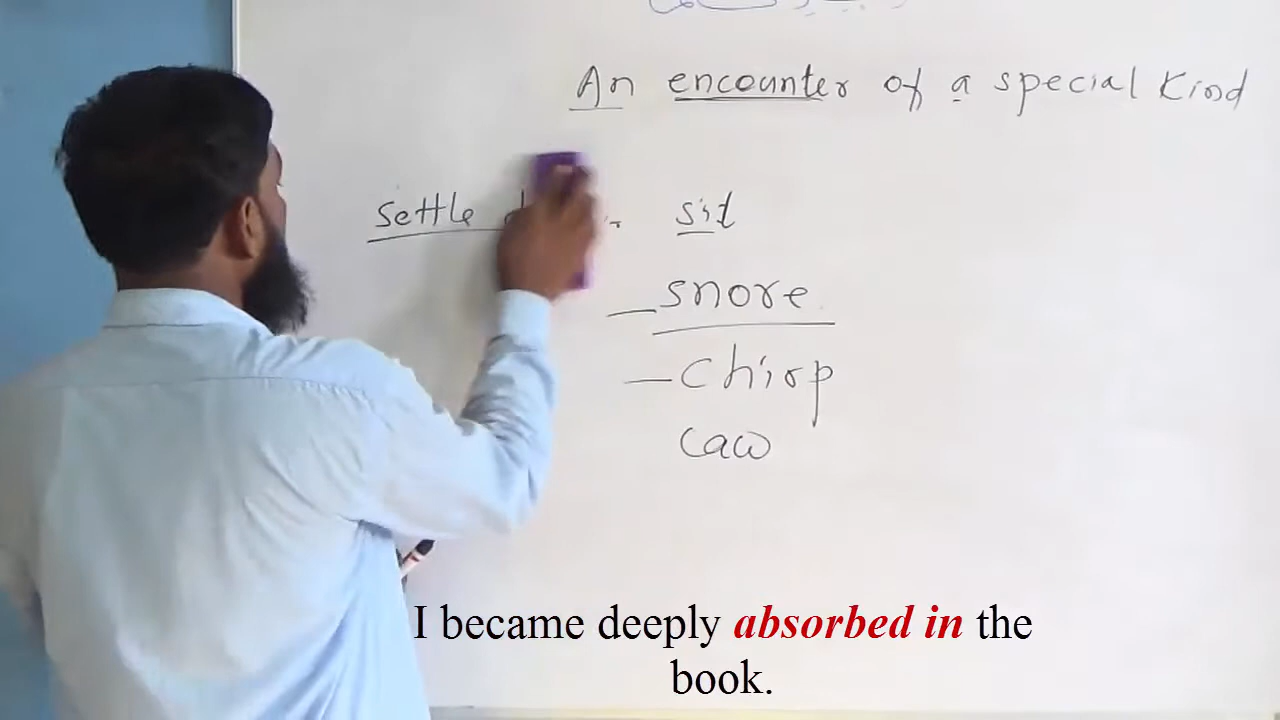 An encounter of a special kind
settle sit
snore
chirp
caw
I became deeply absorbed in the
book.